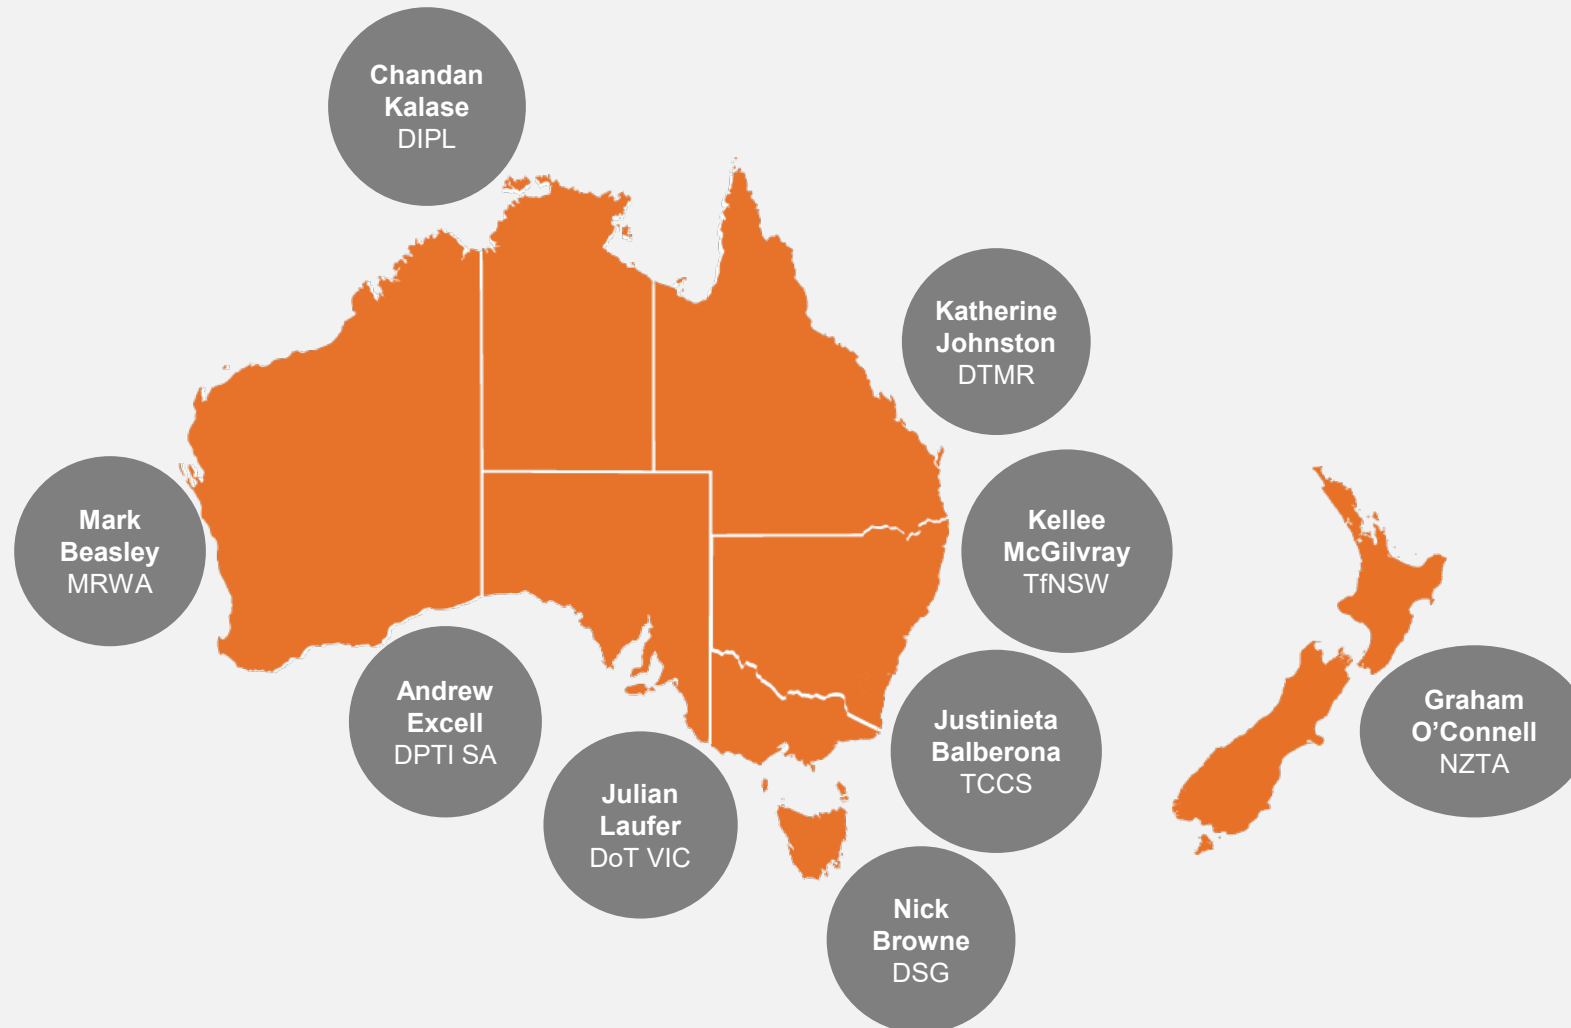 Chandan
Kalase
DIPL
Katherine
Johnston
DTMR
Mark
Beasley
MRWA
Kellee
McGilvray
TfNSW
Andrew
Excell
DPTI SA
Justinieta
Balberona
TCCS
Graham
O’Connell
NZTA
Julian
Laufer
DoT VIC
Nick
Browne
DSG